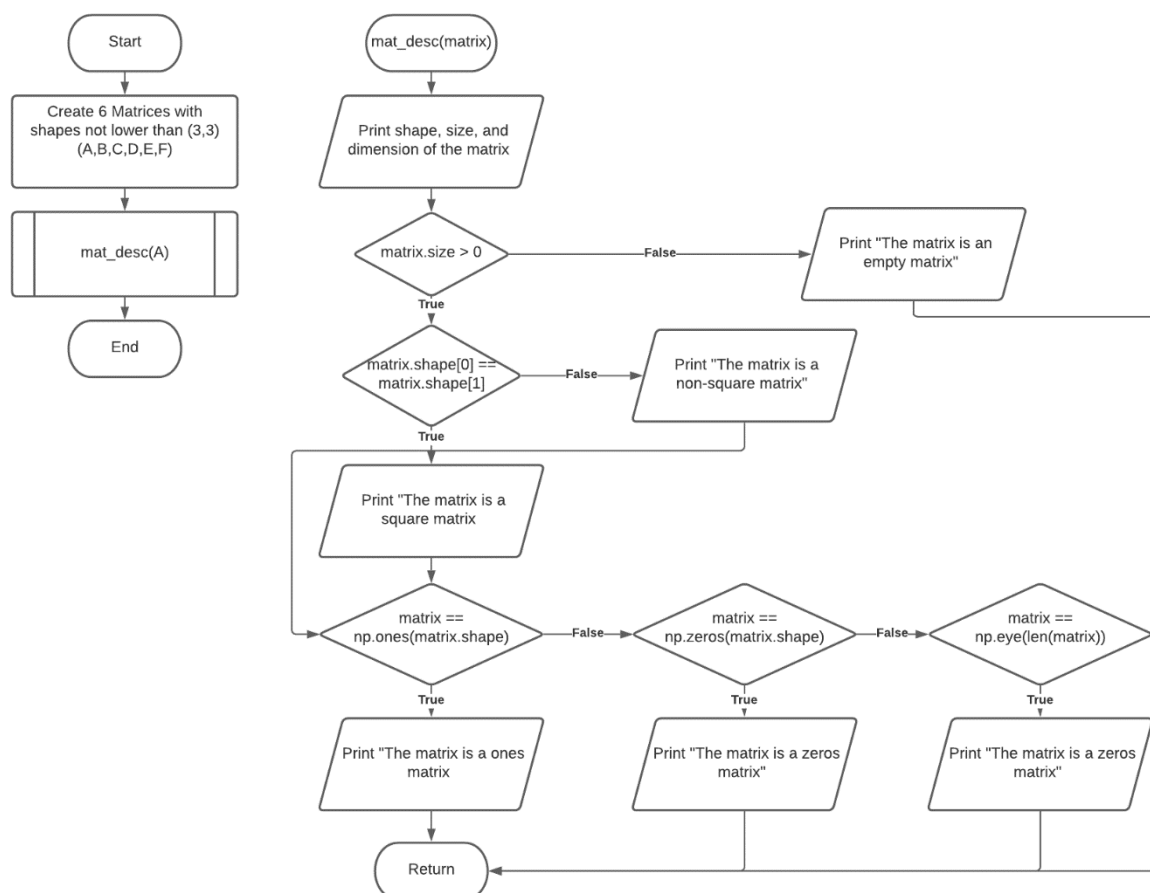 Start
Create 6 Matrices with
shapes not lower than (3,3)
(A,B,C,D,E,F)
mat_desc(A)
End
mat_desc(matrix)
Print shape, size, and
dimension of the matrix
matrix.size > 0
False
Print "The matrix is an
empty matrix"
True
matrix.shape[0] ==
matrix.shape[1]
False
Print "The matrix is a
non-square matrix"
True
Print "The matrix is a
square matrix
matrix ==
np.ones(matrix.shape)
False
matrix ==
np.zeros(matrix.shape)
False
matrix ==
np.eye(len(matrix))
True
True
True
Print "The matrix is a ones
matrix
Print "The matrix is a zeros
matrix"
Print "The matrix is a zeros
matrix"
Return